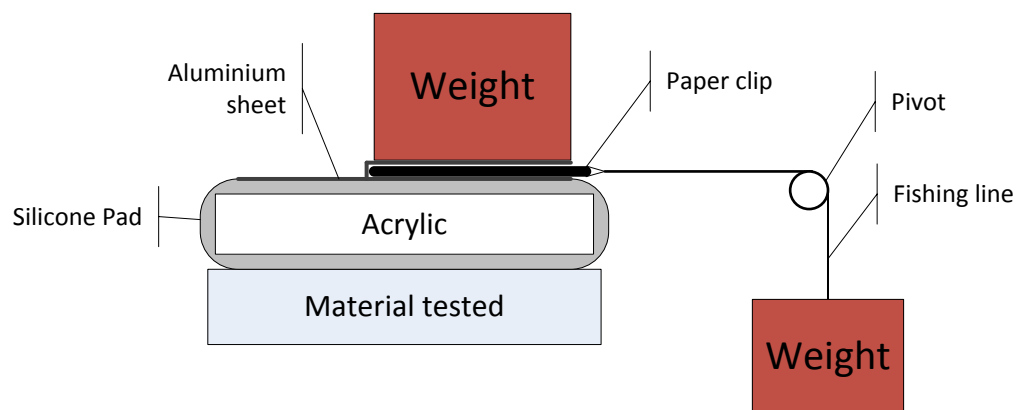 Weight
Aluminium
sheet
Paper clip
Pivot
Silicone Pad
Acrylic
Fishing line
Material tested
Weight